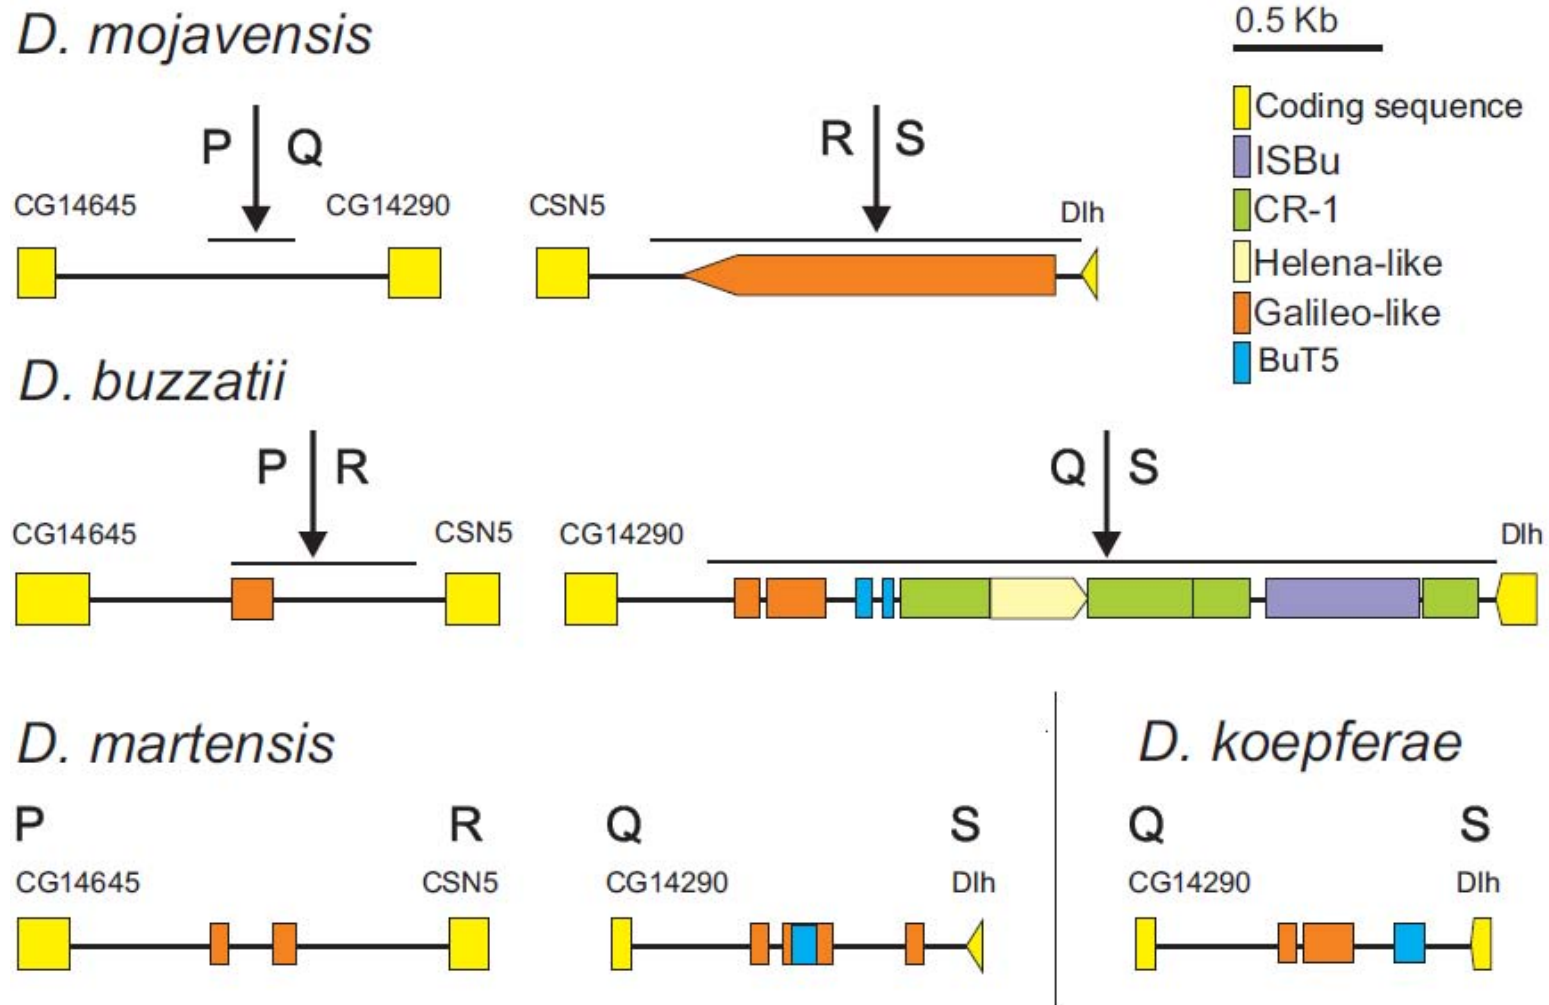 D. mojavensis
0.5 Kb
P Q
R S
CG14645 CG14290 CSN5 Dlh
Coding sequence
ISBu
CR-1
Helena-like
Galileo-like
BuT5
D. buzzatii
P R
Q S
CG14645 CSN5 CG14290 Dlh
D. martensis
D. koepferae
P R Q S
Q S
CG14645 CSN5 CG14290 Dlh
CG14290 Dlh